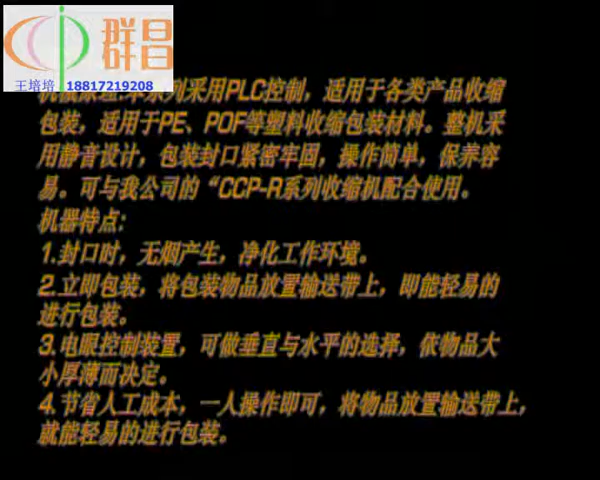 群昌
王培培 18817219208
本系列采用PLC控制，适用于各类产品收缩
包装，适用于PE、POF等塑料收缩包装材料。整机采
用静音设计，包装封口紧密牢固，操作简单，保养容
易。可与我公司的“CCP-R系列收缩机配合使用。
机器特点:
1.封口时，无烟产生，净化工作环境。
2.立即包装，将包装物品放置输送带上，即能轻易的
进行包装。
3.电眼控制装置，可做垂直与水平的选择，依物品大
小厚薄而决定。
4.节省人工成本，一人操作即可，将物品放置输送带上，
就能轻易的进行包装。